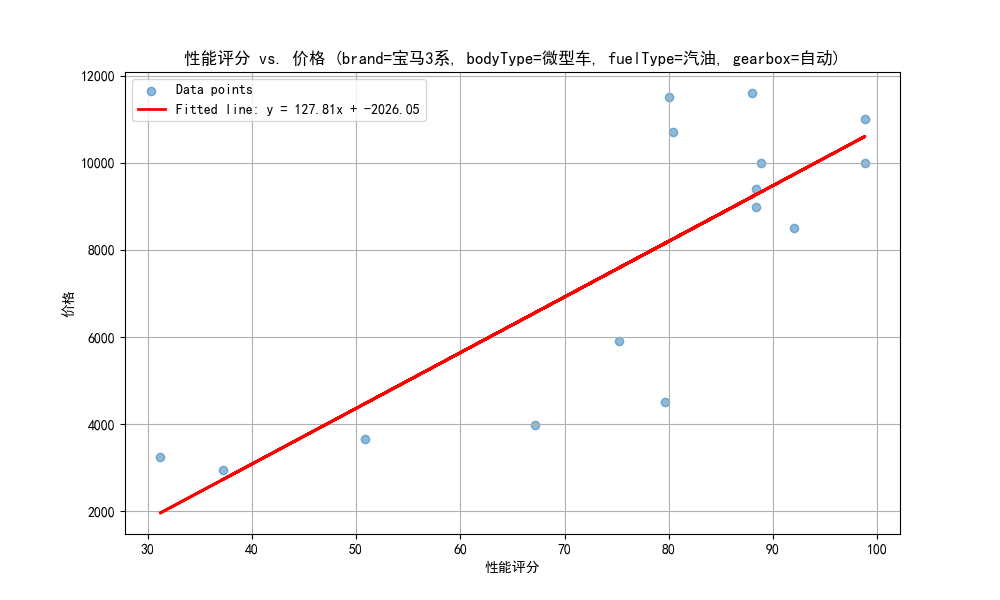 性能评分 vs. 价格 (brand=宝马3系, bodyType=微型车, fuelType=汽油, gearbox=自动)
Data points
Fitted line: y = 127.81x + -2026.05
12000
10000
8000
6000
4000
2000
价格
30 40 50 60 70 80 90 100
性能评分